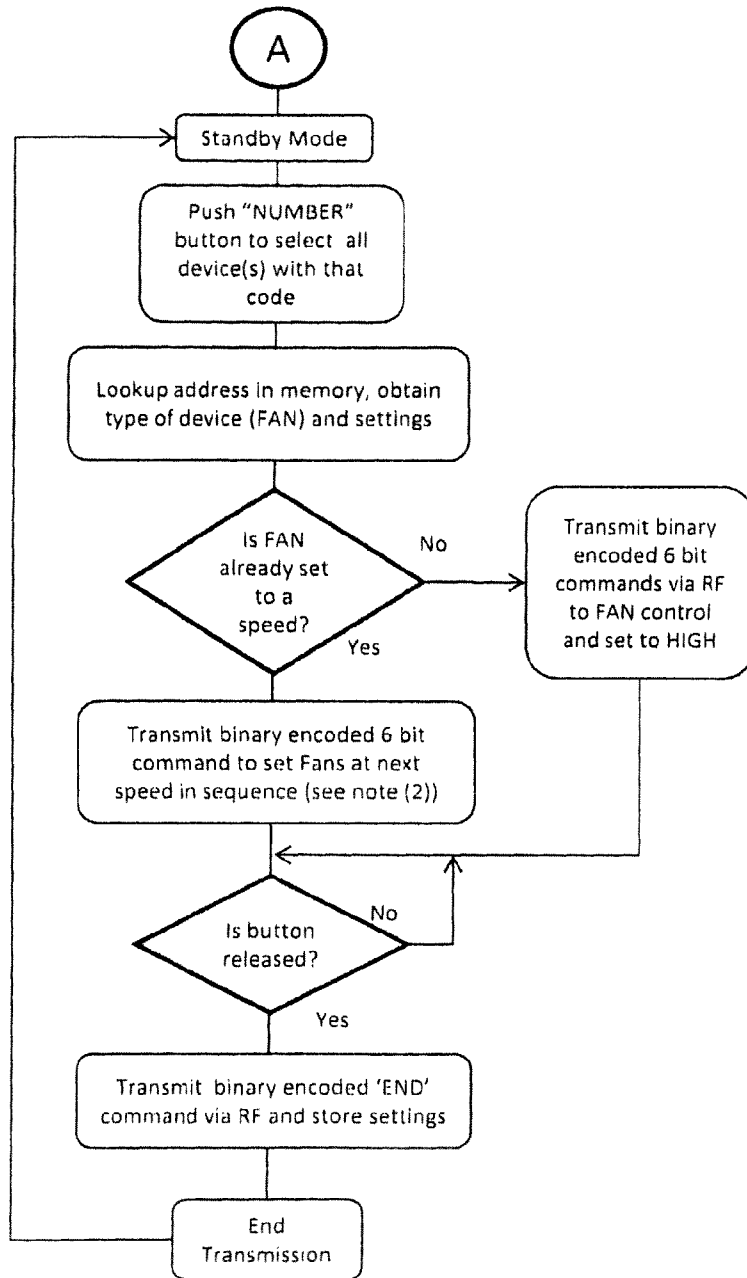 A
Standby Mode
Push "NUMBER"
button to select all
device(s) with that
code
Lookup address in memory, obtain
type of device (FAN) and settings
Is FAN
already set
to a
speed?
No
Yes
Transmit binary
encoded 6 bit
commands via RF
to FAN control
and set to HIGH
Transmit binary encoded 6 bit
command to set Fans at next
speed in sequence (see note (2))
Is button
released?
No
Yes
Transmit binary encoded 'END'
command via RF and store settings
End
Transmission